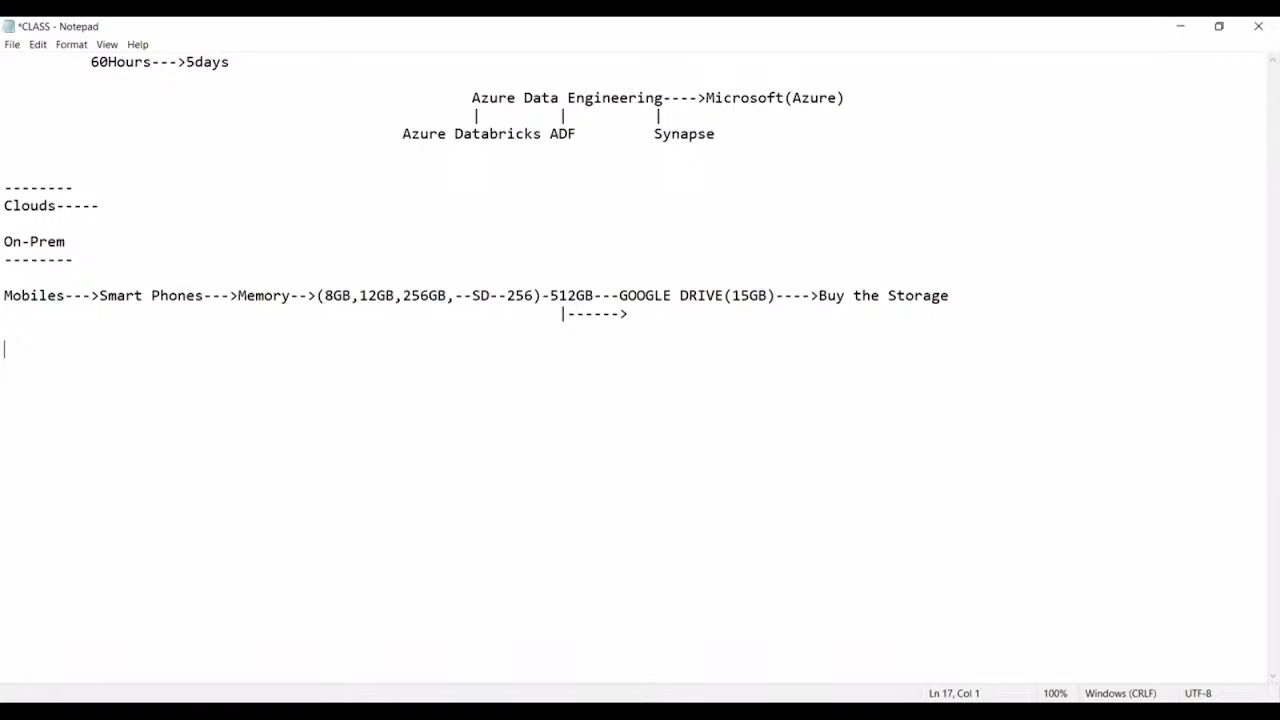 *CLASS - Notepad
File Edit Format View Help
60Hours--->5days
Azure Data Engineering---->Microsoft(Azure)
| | |
Azure Databricks ADF Synapse
--------
Clouds-----
On-Prem
--------
Mobiles--->Smart Phones--->Memory-->(8GB,12GB,256GB,--SD--256)-512GB---GOOGLE DRIVE(15GB)---->Buy the Storage
|------>
Ln 17, Col 1 100% Windows (CRLF) UTF-8